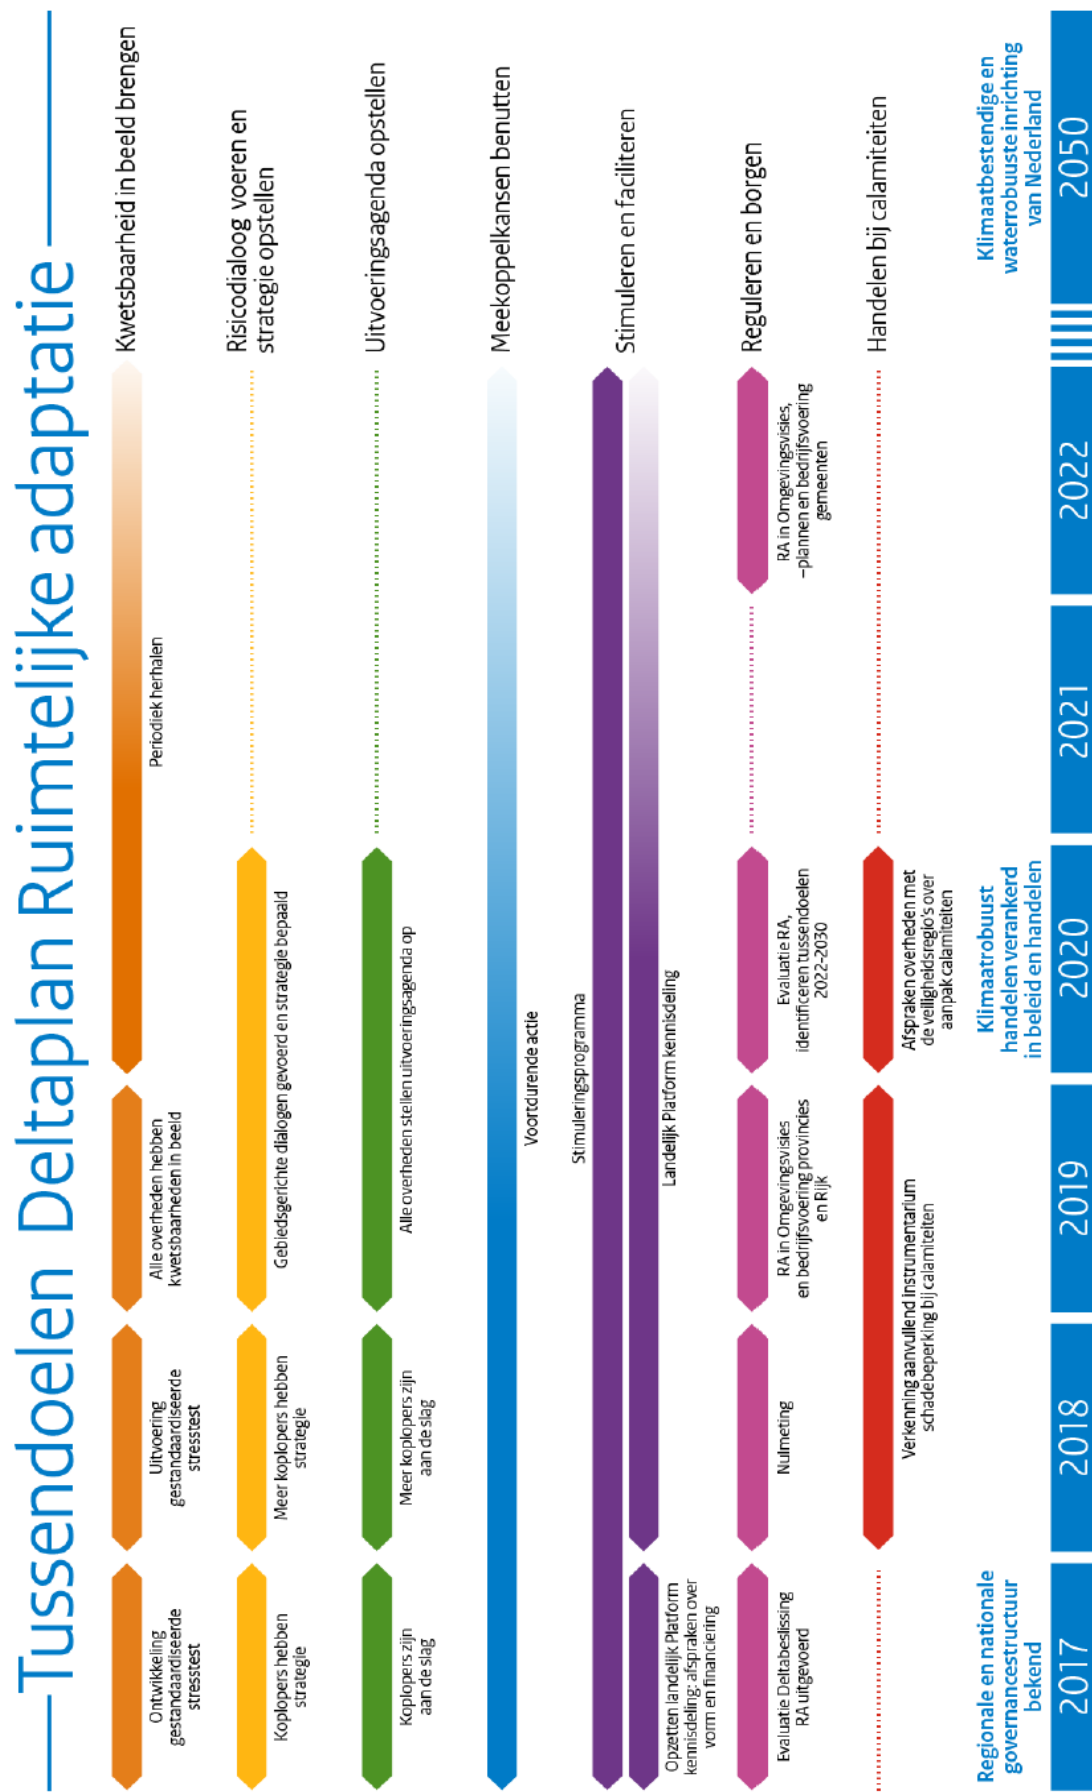 Tussendoelen Deltaplan Ruimtelijke adaptatie
Kwetsbaarheid in beeld brengen
Ontwikkeling
gestandaardiseerde
stresstest
Uitvoering
gestandaardiseerde
stresstest
Alle overheden hebben
kwetsbaarheden in beeld
Periodiek herhalen
Risicodialoog voeren en
strategie opstellen
Koplopers hebben
strategie
Meer koplopers hebben
strategie
Gebiedsgerichte dialogen gevoerd en strategie bepaald
Uitvoeringsagenda opstellen
Koplopers zijn
aan de slag
Meer koplopers zijn
aan de slag
Alle overheden stellen uitvoeringsagenda op
Meekoppelkansen benutten
Voortdurende actie
Stimuleren en faciliteren
Stimuleringsprogramma
Opzetten landelijk Platform
kennisdeling: afspraken over
vorm en financiering
Landelijk Platform kennisdeling
Reguleren en borgen
Evaluatie Deltabeslissing
RA uitgevoerd
Nulmeting
RA in Omgevingsvisies
en bedrijfsvoering provincies
en Rijk
Evaluatie RA,
identificeren tussendoelen
2022-2030
RA in Omgevingsvisies,
–plannen en bedrijfsvoering
gemeenten
Handelen bij calamiteiten
Verkenning aanvullend instrumentarium
schadebeperking bij calamiteiten
Afspraken overheden met
de veiligheidsregio's over
aanpak calamiteiten
Regionale en nationale
governancestructuur
bekend
Klimaatrobuust
handelen verankerd
in beleid en handelen
Klimaatbestendige en
waterrobuuste inrichting
van Nederland
2017
2018
2019
2020
2021
2022
2050